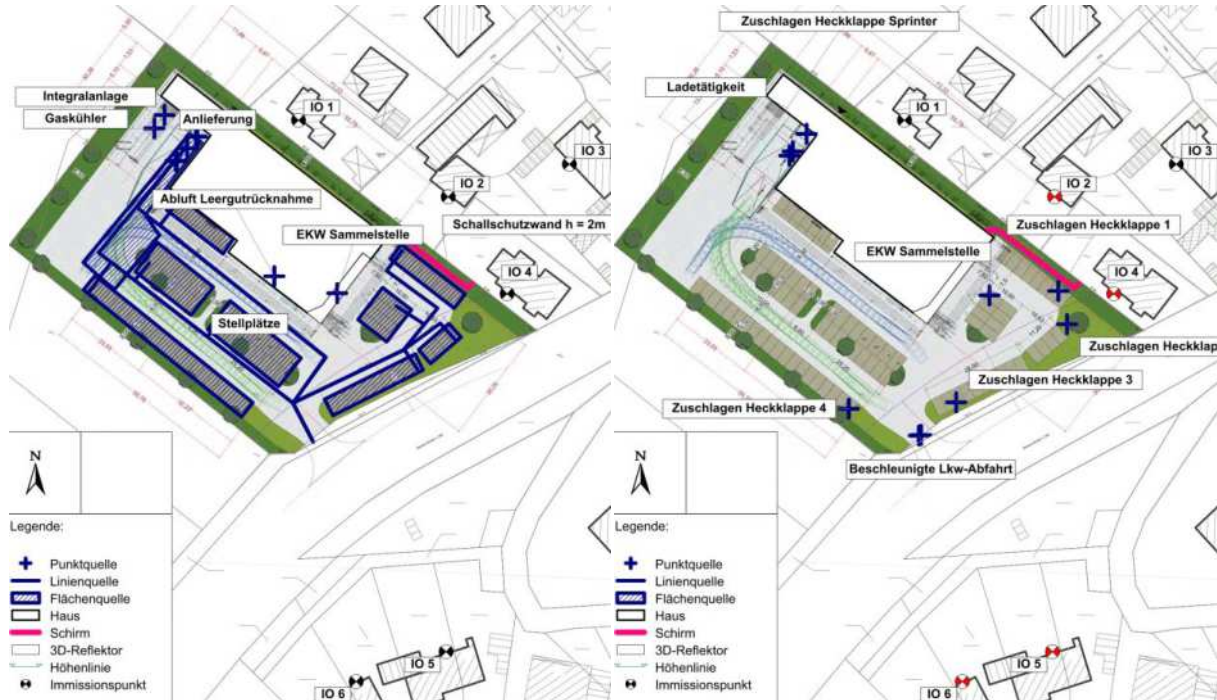 Integralanlage
Gaskühler
Anlieferung
IO 1
IO 3
IO 2
Abluft Leergutrücknahme
EKW Sammelstelle
Schallschutzwand h = 2m
IO 4
Stellplätze
N
Legende:
Punktquelle
Linienquelle
Flächenquelle
Haus
Schirm
3D-Reflektor
Höhenlinie
Immissionspunkt
IO 5
IO 6
Zuschlagen Heckklappe Sprinter
Ladetätigkeit
IO 1
IO 3
IO 2
Zuschlagen Heckklappe 1
EKW Sammelstelle
IO 4
Zuschlagen Heckklap
Zuschlagen Heckklappe 3
Zuschlagen Heckklappe 4
Beschleunigte Lkw-Abfahrt
N
Legende:
Punktquelle
Linienquelle
Flächenquelle
Haus
Schirm
3D-Reflektor
Höhenlinie
Immissionspunkt
IO 5
IO 6